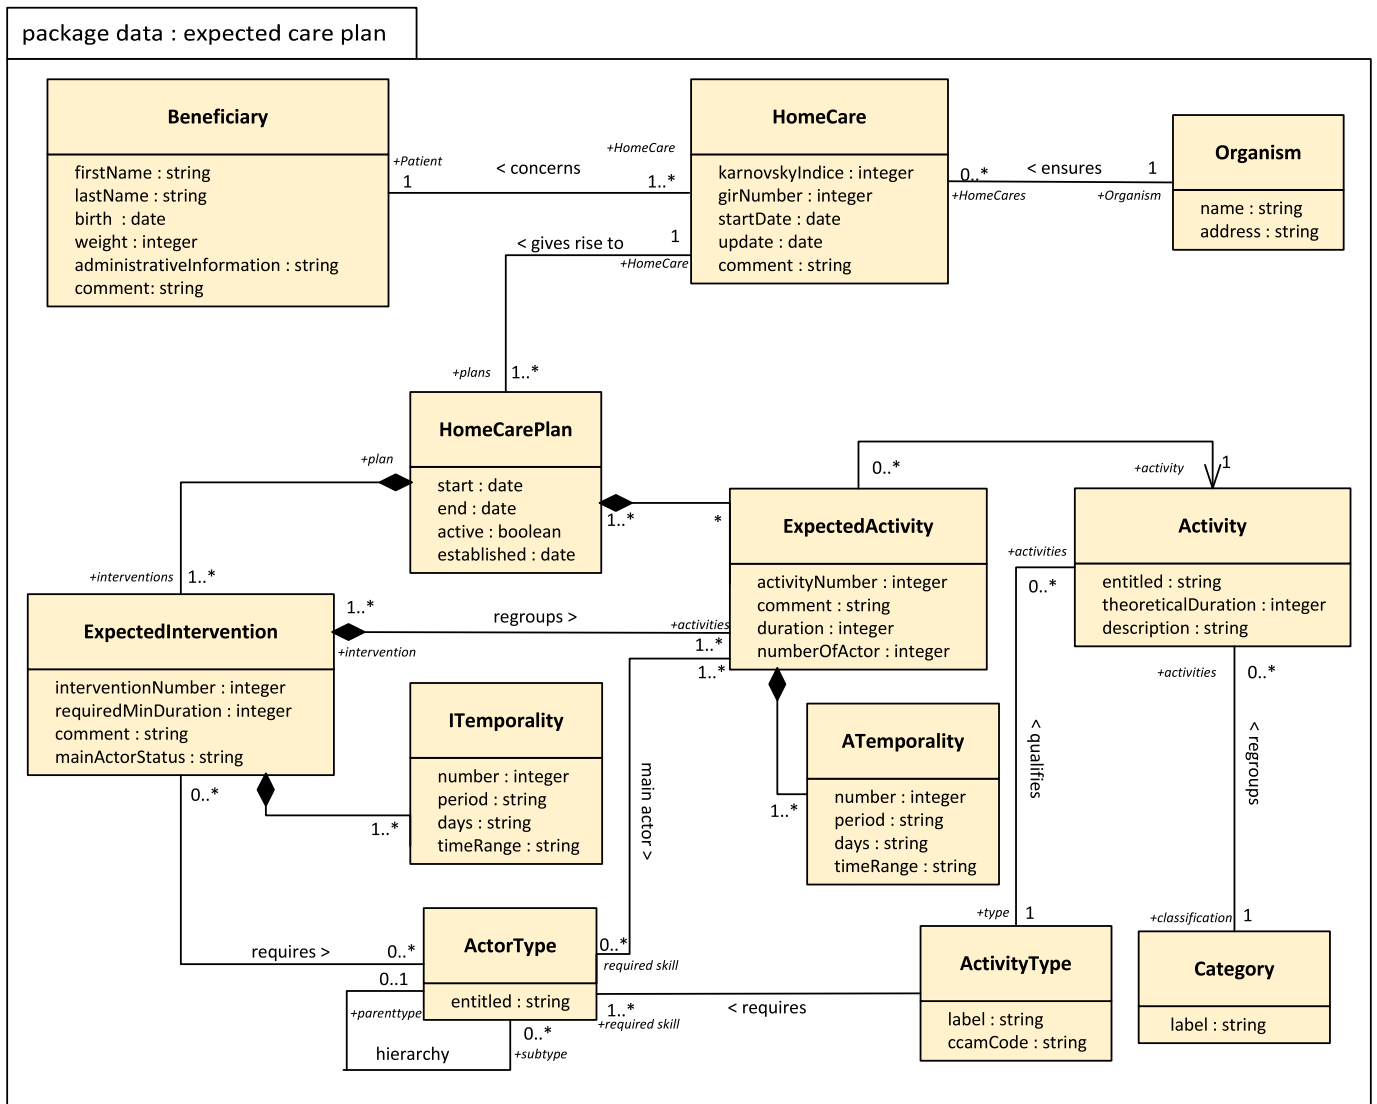 package data : expected care plan
Beneficiary
firstName : string
lastName : string
birth : date
weight : integer
administrativeInformation : string
comment: string
+Patient
1
< concerns
+HomeCare
1..*
HomeCare
karnovskyIndice : integer
girNumber : integer
startDate : date
update : date
comment : string
0..*
+HomeCares
< ensures
1
+Organism
Organism
name : string
address : string
< gives rise to
1
+HomeCare
+plans
1..*
HomeCarePlan
start : date
end : date
active : boolean
established : date
+plan
+interventions
1..*
1..*
*
ExpectedActivity
activityNumber : integer
comment : string
duration : integer
numberOfActor : integer
0..*
+activity
1
Activity
entitled : string
theoreticalDuration : integer
description : string
+activities
0..*
ExpectedIntervention
interventionNumber : integer
requiredMinDuration : integer
comment : string
mainActorStatus : string
1..*
+intervention
regroups >
+activities
1..*
1..*
+activities
0..*
ITemporality
number : integer
period : string
days : string
timeRange : string
0..*
1..*
main actor >
ATemporality
number : integer
period : string
days : string
timeRange : string
1..*
< qualifies
< regroups
+type
1
+classification
1
ActorType
entitled : string
requires >
0..*
0..1
+parenttype
hierarchy
0..*
+subtype
0..*
required skill
1..*
+required skill
< requires
ActivityType
label : string
ccamCode : string
Category
label : string